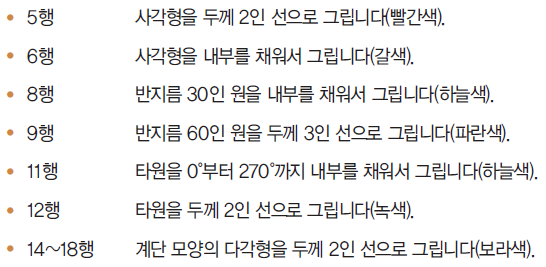 • 5행 사각형을 두께 2인 선으로 그립니다(빨간색).
• 6행 사각형을 내부를 채워서 그립니다(갈색).
• 8행 반지름 30인 원을 내부를 채워서 그립니다(하늘색).
• 9행 반지름 60인 원을 두께 3인 선으로 그립니다(파란색).
• 11행 타원을 0°부터 270°까지 내부를 채워서 그립니다(하늘색).
• 12행 타원을 두께 2인 선으로 그립니다(녹색).
• 14~18행 계단 모양의 다각형을 두께 2인 선으로 그립니다(보라색).